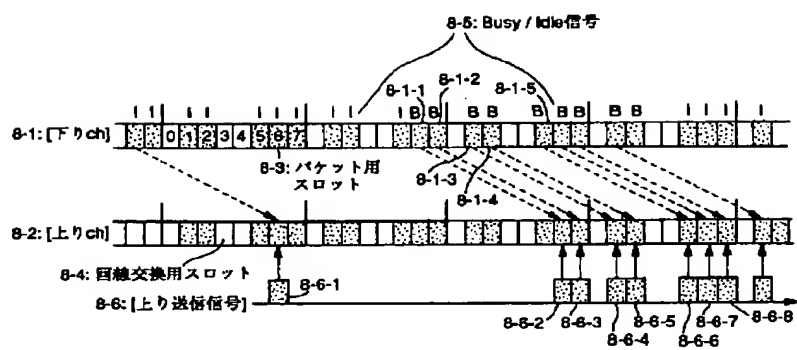 8-5: Busy / Idle信号
8-1-1
8-1-2
8-1-5
I I I I I I I I I I B B B B B B B B B I I I I
8-1: [下りch]
0 1 2 3 4 5 6 7
8-3: パケット用
スロット
8-1-3
8-1-4
8-2: [上りch]
8-4: 回線交換用スロット
8-6: [上り送信信号]
8-6-1
8-6-2
8-6-3
8-6-4
8-6-5
8-6-6
8-6-7
8-6-8